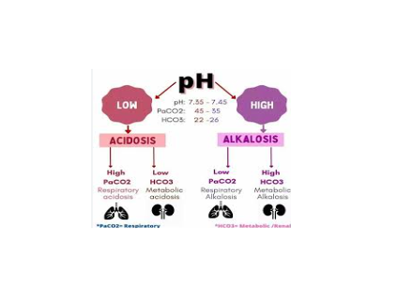 pH
LOW
HIGH
pH: 7.35 - 7.45
PaCO2: 45 - 35
HCO3: 22 -26
ACIDOSIS
ALKALOSIS
High
PaCO2
Respiratory
acidosis
Low
HCO3
Metabolic
acidosis
Low
PaCO2
Respiratory
Alkalosis
High
HCO3
Metabolic
Alkalosis
*PaCO2= Respiratory
*HCO3= Metabolic /Renal